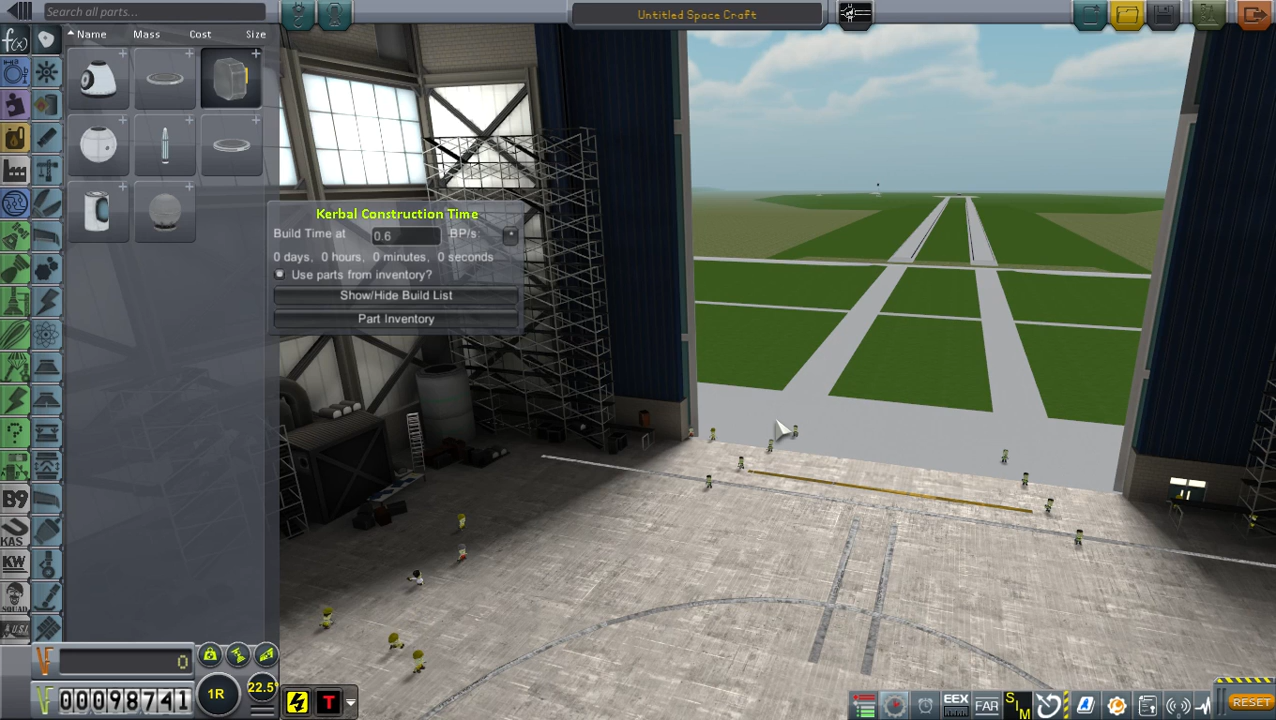 Search all parts...
Untitled Space Craft
Name Mass Cost Size
f(x)
Kerbal Construction Time
Build Time at 0.6 BP/s: *
0 days, 0 hours, 0 minutes, 0 seconds
Use parts from inventory?
Show/Hide Build List
Part Inventory
B9
KAS
KW
SQUAD
USI
0
00098741
1R
22.5°
T
EEX
FAR
SIM
RESET